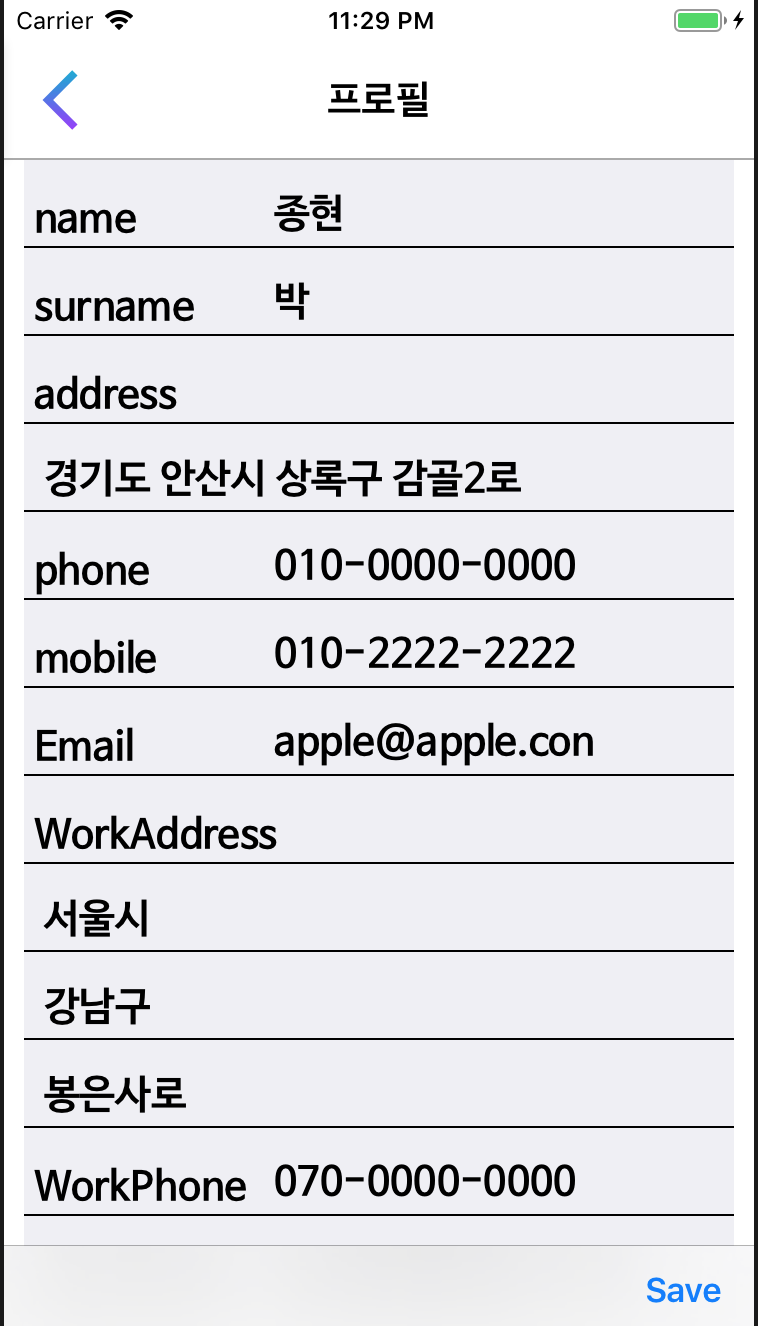 Carrier 11:29 PM
프로필
name 종현
surname 박
address
경기도 안산시 상록구 감골2로
phone 010-0000-0000
mobile 010-2222-2222
Email apple@apple.con
WorkAddress
서울시
강남구
봉은사로
WorkPhone 070-0000-0000
Save